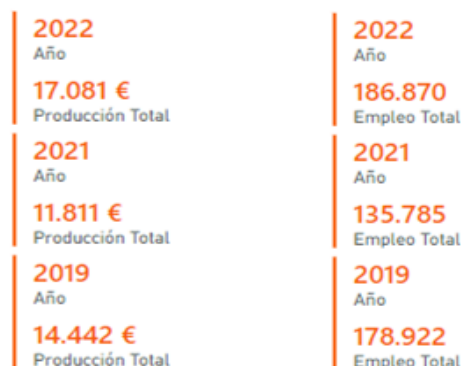 2022
Año
17.081 €
Producción Total
2021
Año
11.811 €
Producción Total
2019
Año
14.442 €
Producción Total
2022
Año
186.870
Empleo Total
2021
Año
135.785
Empleo Total
2019
Año
178.922
Empleo Total